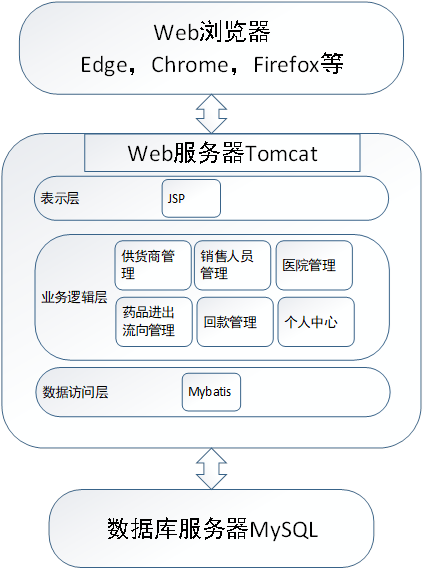 Web浏览器
Edge，Chrome，Firefox等
Web服务器Tomcat
表示层
JSP
供货商管
理
销售人员
管理
医院管理
业务逻辑层
药品进出
流向管理
回款管理
个人中心
数据访问层
Mybatis
数据库服务器MySQL